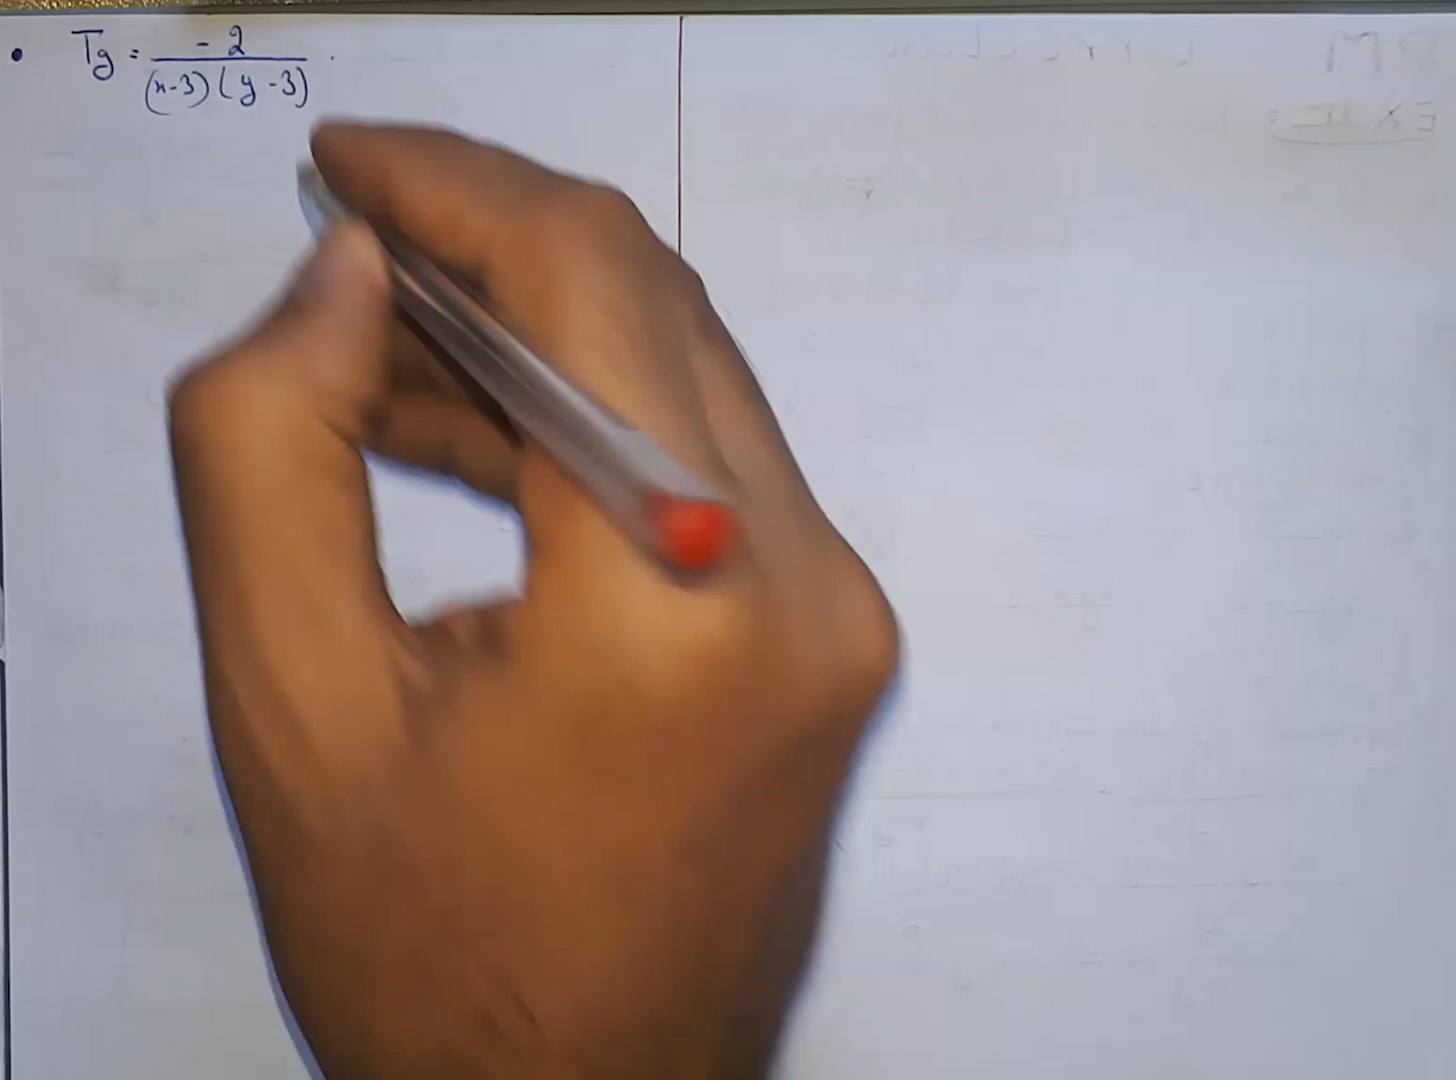 • Tg = -2 / (x-3)(y-3) .